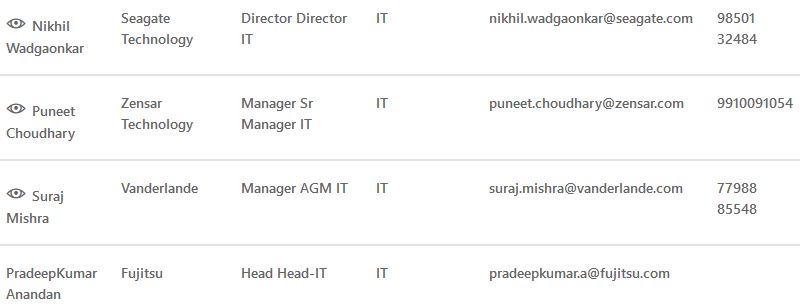 Nikhil Wadgaonkar Seagate Technology Director Director IT IT nikhil.wadgaonkar@seagate.com 98501 32484
Puneet Choudhary Zensar Technology Manager Sr Manager IT IT puneet.choudhary@zensar.com 9910091054
Suraj Mishra Vanderlande Manager AGM IT IT suraj.mishra@vanderlande.com 77988 85548
PradeepKumar Anandan Fujitsu Head Head-IT IT pradeepkumar.a@fujitsu.com